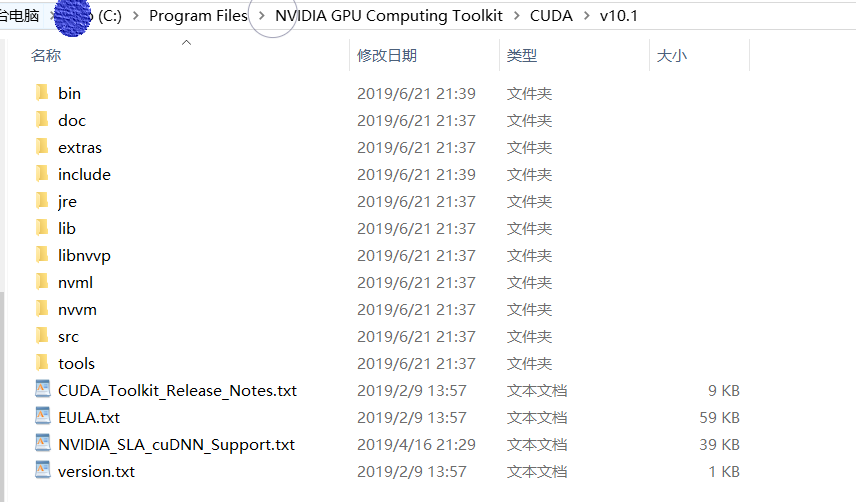 台电脑 (C:) Program Files NVIDIA GPU Computing Toolkit CUDA v10.1
名称 修改日期 类型 大小
bin 2019/6/21 21:39 文件夹
doc 2019/6/21 21:37 文件夹
extras 2019/6/21 21:37 文件夹
include 2019/6/21 21:39 文件夹
jre 2019/6/21 21:37 文件夹
lib 2019/6/21 21:37 文件夹
libnvvp 2019/6/21 21:37 文件夹
nvml 2019/6/21 21:37 文件夹
nvvm 2019/6/21 21:37 文件夹
src 2019/6/21 21:37 文件夹
tools 2019/6/21 21:37 文件夹
CUDA_Toolkit_Release_Notes.txt 2019/2/9 13:57 文本文档 9 KB
EULA.txt 2019/2/9 13:57 文本文档 59 KB
NVIDIA_SLA_cuDNN_Support.txt 2019/4/16 21:29 文本文档 39 KB
version.txt 2019/2/9 13:57 文本文档 1 KB